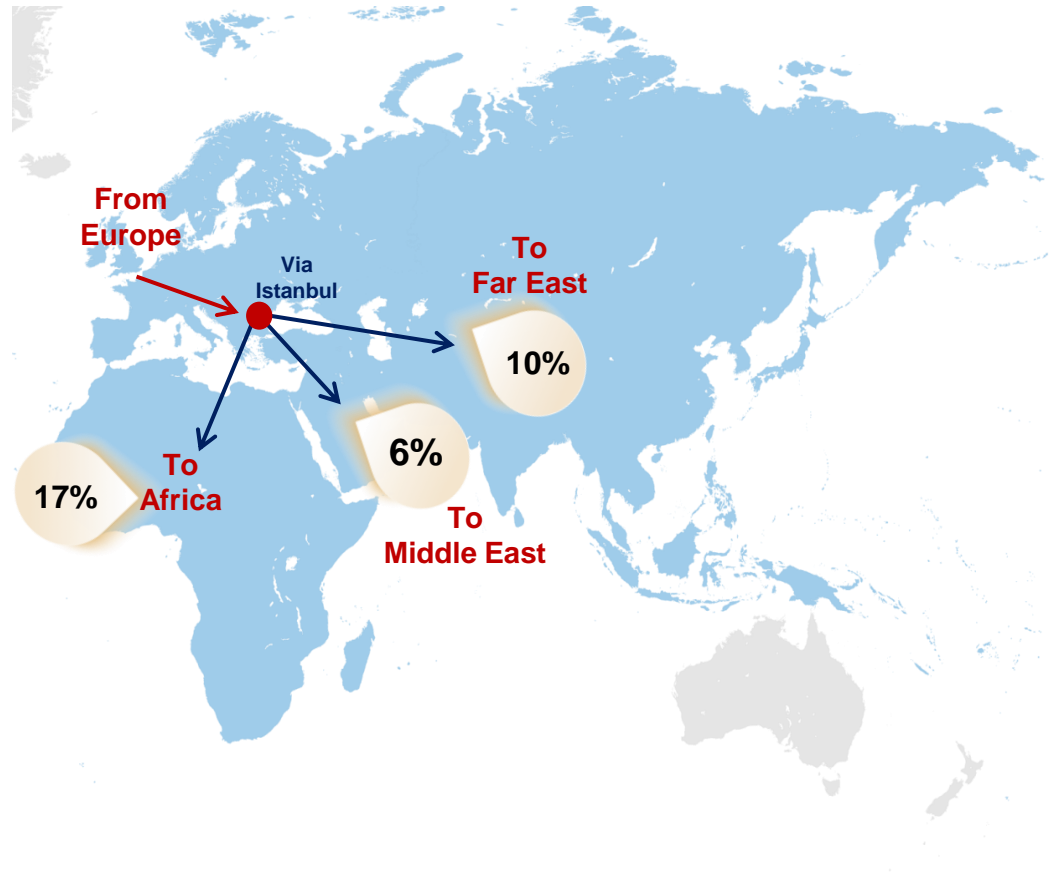 From
Europe
Via
Istanbul
To
Far East
10%
6%
To
Middle East
17%
To
Africa